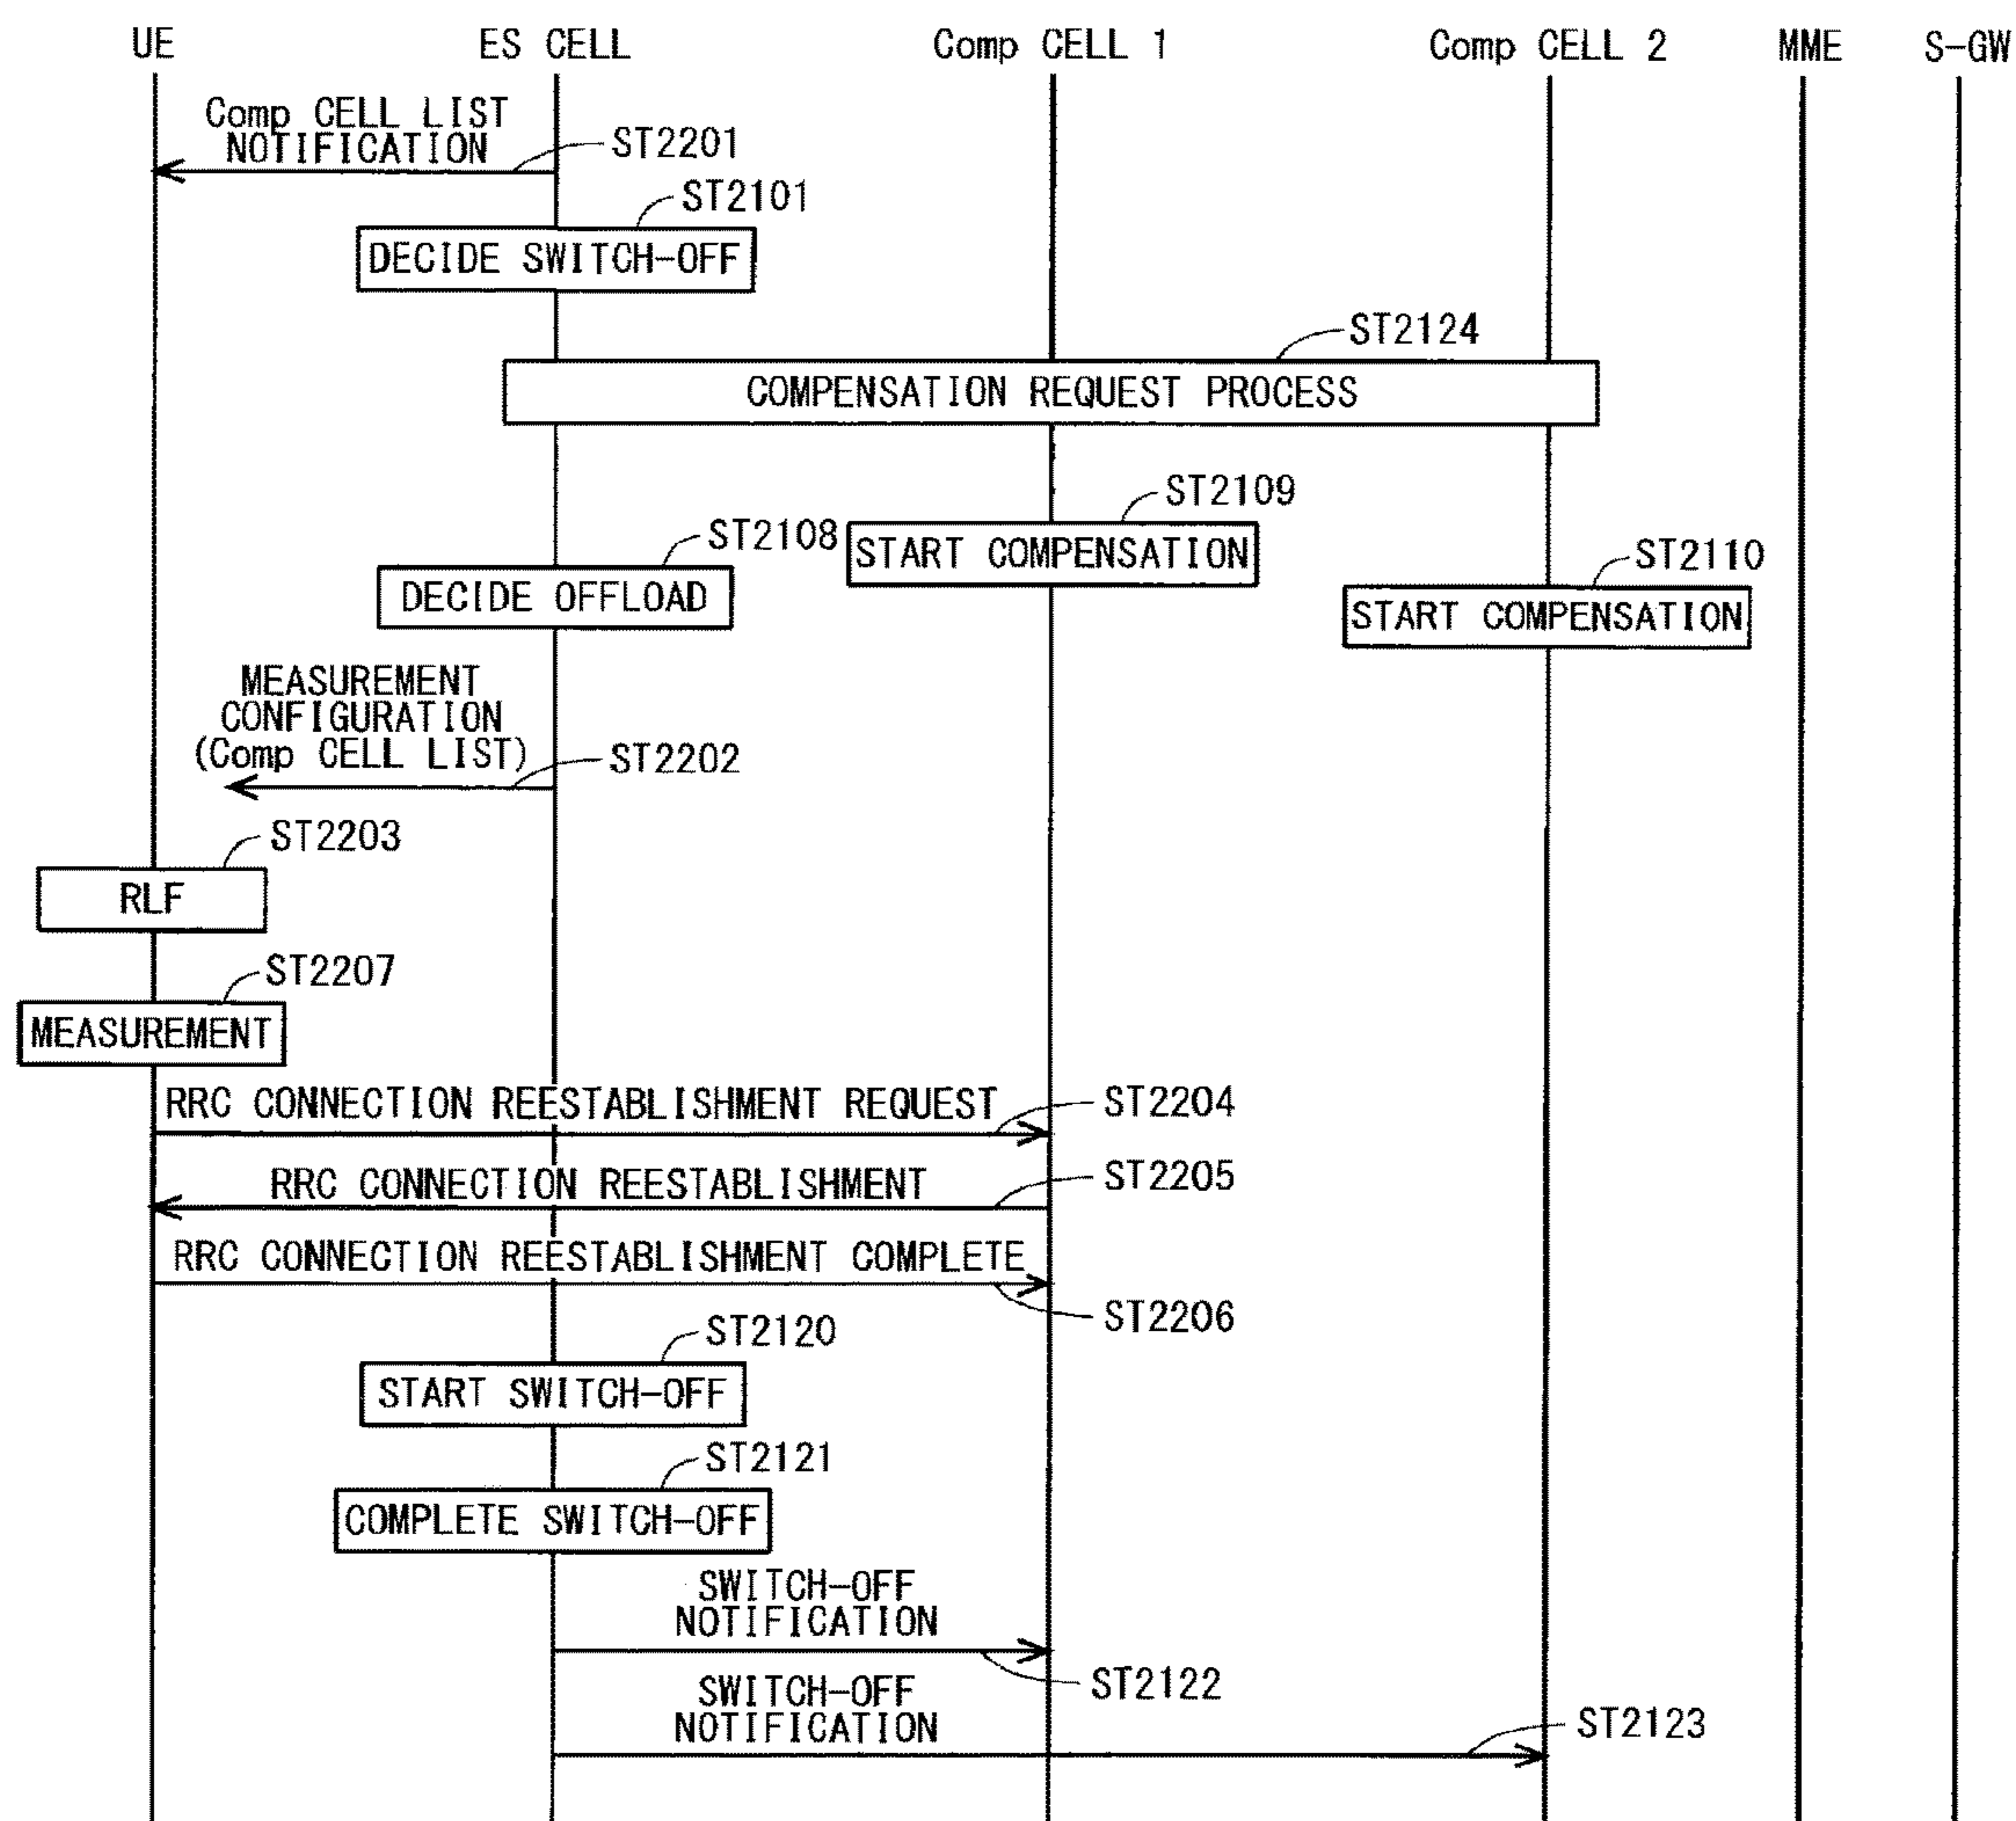 UE
ES CELL
Comp CELL 1
Comp CELL 2
MME
S-GW
Comp CELL LIST
NOTIFICATION
ST2201
ST2101
DECIDE SWITCH-OFF
ST2124
COMPENSATION REQUEST PROCESS
ST2109
START COMPENSATION
ST2108
DECIDE OFFLOAD
ST2110
START COMPENSATION
MEASUREMENT
CONFIGURATION
(Comp CELL LIST)
ST2202
ST2203
RLF
ST2207
MEASUREMENT
RRC CONNECTION REESTABLISHMENT REQUEST
ST2204
RRC CONNECTION REESTABLISHMENT
ST2205
RRC CONNECTION REESTABLISHMENT COMPLETE
ST2206
ST2120
START SWITCH-OFF
ST2121
COMPLETE SWITCH-OFF
SWITCH-OFF
NOTIFICATION
ST2122
SWITCH-OFF
NOTIFICATION
ST2123